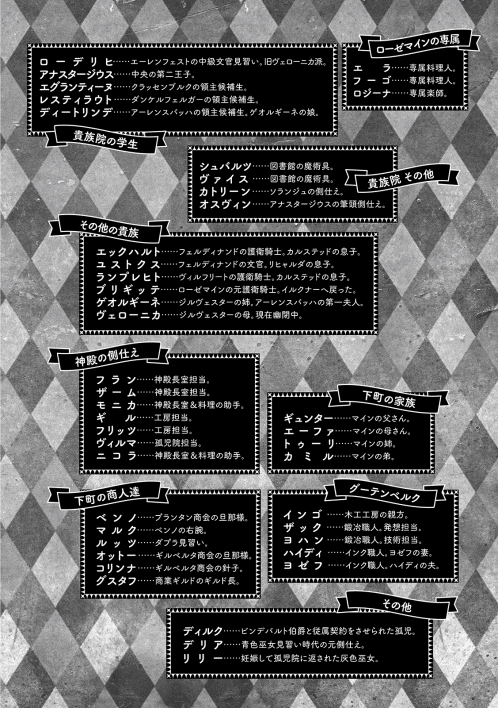 貴族院の学生
ローデリヒ……エーレンフェストの中級文官見習い。旧ヴェローニカ派。
アナスタージウス……中央の第二王子。
エグランティーヌ……クラッセンブルクの領主候補生。
レスティラウト……ダンケルフェルガーの領主候補生。
ディートリンデ……アーレンスバッハの領主候補生。ゲオルギーネの娘。
ローゼマインの専属
エラ……専属料理人。
フーゴ……専属料理人。
ロジーナ……専属楽師。
貴族院 その他
シュバルツ……図書館の魔術具。
ヴァイス……図書館の魔術具。
カトリーン……ソランジュの側仕え。
オスヴィン……アナスタージウスの筆頭側仕え。
その他の貴族
エックハルト……フェルディナンドの護衛騎士。カルステッドの息子。
ユストクス……フェルディナンドの文官。リヒャルダの息子。
ランプレヒト……ヴィルフリートの護衛騎士。カルステッドの息子。
ブリギッテ……ローゼマインの元護衛騎士。イルクナーへ戻った。
ゲオルギーネ……ジルヴェスターの姉。アーレンスバッハの第一夫人。
ヴェローニカ……ジルヴェスターの母。現在幽閉中。
神殿の側仕え
フラン……神殿長室担当。
ザーム……神殿長室担当。
モニカ……神殿長室＆料理の助手。
ギル……工房担当。
フリッツ……工房担当。
ヴィルマ……孤児院担当。
ニコラ……神殿長室＆料理の助手。
下町の家族
ギュンター……マインの父さん。
エーファ……マインの母さん。
トゥーリ……マインの姉。
カミル……マインの弟。
下町の商人達
ベンノ……プランタン商会の旦那様。
マルク……ベンノの右腕。
ルッツ……ダプラ見習い。
オットー……ギルベルタ商会の旦那様。
コリンナ……ギルベルタ商会の針子。
グスタフ……商業ギルドのギルド長。
グーテンベルク
インゴ……木工工房の親方。
ザック……鍛冶職人。発想担当。
ヨハン……鍛冶職人。技術担当。
ハイディ……インク職人。ヨゼフの妻。
ヨゼフ……インク職人。ハイディの夫。
その他
ディルク……ビンデバルト伯爵と従属契約をさせられた孤児。
デリア……青色巫女見習い時代の元側仕え。
リリー……妊娠して孤児院に返された灰色巫女。